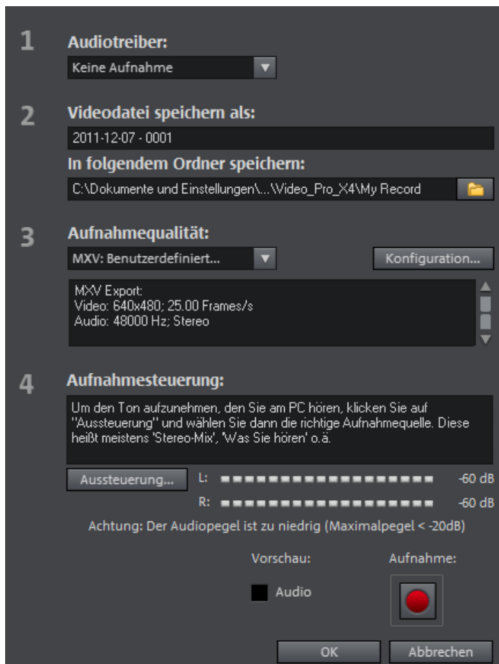 1 Audiotreiber:
Keine Aufnahme
2 Videodatei speichern als:
2011-12-07 - 0001
In folgendem Ordner speichern:
C:\Dokumente und Einstellungen\...\Video_Pro_X4\My Record
3 Aufnahmequalität:
MXV: Benutzerdefiniert...
Konfiguration...
MXV Export:
Video: 640x480; 25.00 Frames/s
Audio: 48000 Hz; Stereo
4 Aufnahmesteuerung:
Um den Ton aufzunehmen, den Sie am PC hören, klicken Sie auf
"Aussteuerung" und wählen Sie dann die richtige Aufnahmequelle. Diese
heißt meistens 'Stereo-Mix', 'Was Sie hören' o.ä.
Aussteuerung... L: -60 dB
R: -60 dB
Achtung: Der Audiopegel ist zu niedrig (Maximalpegel < -20dB)
Vorschau: Aufnahme:
Audio
OK Abbrechen